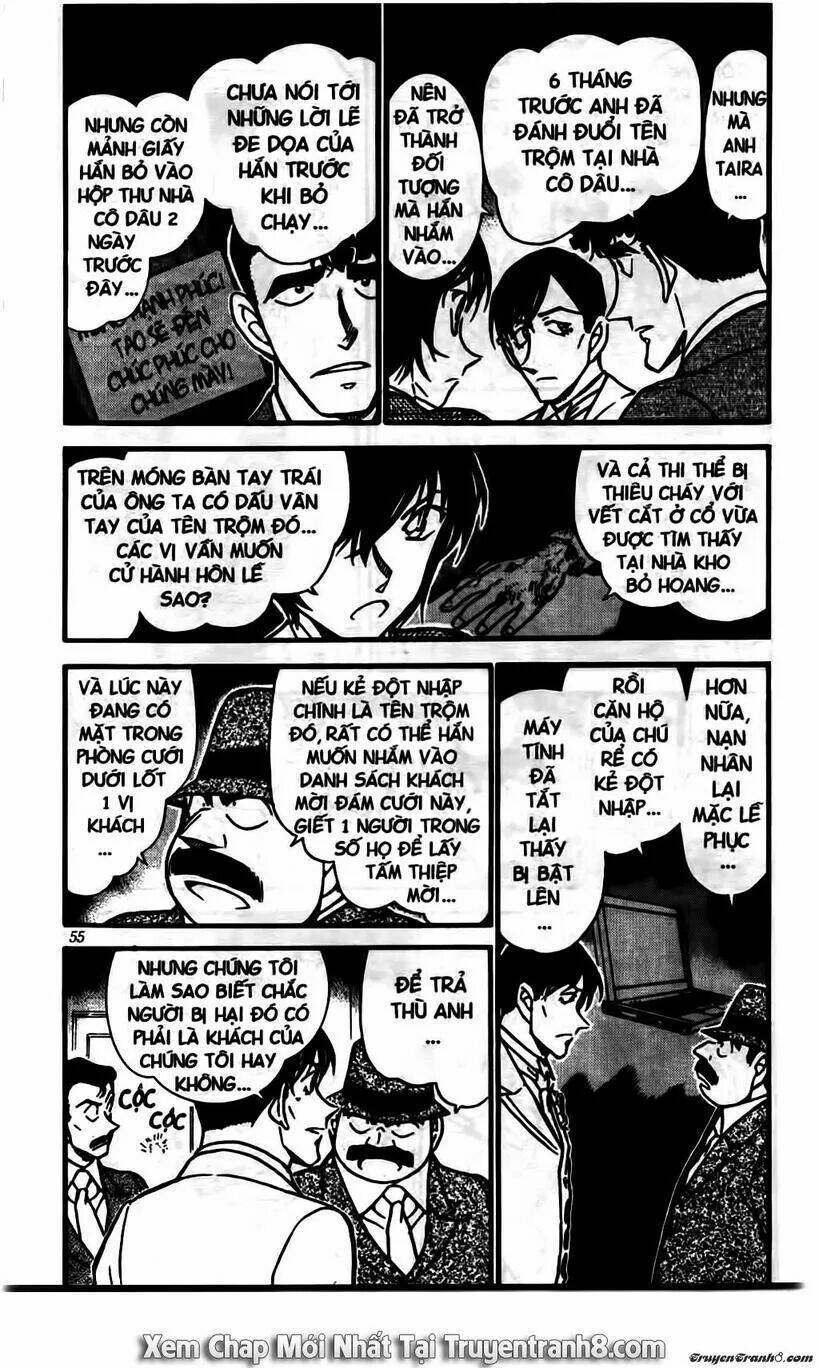 NHƯNG
MÀ
ANH
TAIRA
...
6 THÁNG
TRƯỚC ANH ĐÃ
ĐÁNH ĐUỔI TÊN
TRỘM TẠI NHÀ
CÔ DÂU...
NÊN
ĐÃ TRỞ
THÀNH
ĐỐI
TƯỢNG
MÀ HẮN
NHẮM
VÀO...
CHƯA NÓI TỚI
NHỮNG LỜI LẼ
ĐE DỌA CỦA
HẮN TRƯỚC
KHI BỎ
CHẠY...
NHƯNG CÒN
MẢNH GIẤY
HẮN BỎ VÀO
HỘP THƯ NHÀ
CÔ DÂU 2
NGÀY
TRƯỚC
ĐÂY...
HẠNH PHÚC!
TAO SẼ ĐẾN
CHÚC PHÚC CHO
CHÚNG MÀY!
VÀ CẢ THI THỂ BỊ
THIÊU CHÁY VỚI
VẾT CẮT Ở CỔ VỪA
ĐƯỢC TÌM THẤY
TẠI NHÀ KHO
BỎ HOANG...
TRÊN MÓNG BÀN TAY TRÁI
CỦA ÔNG TA CÓ DẤU VÂN
TAY CỦA TÊN TRỘM ĐÓ...
CÁC VỊ VẪN MUỐN
CỬ HÀNH HÔN LỄ
SAO?
HƠN
NỮA,
NẠN
NHÂN
LẠI
MẶC LỄ
PHỤC
...
RỒI
CĂN HỘ
CỦA CHÚ
RỂ CÓ
KẺ ĐỘT
NHẬP...
MÁY
TÍNH
ĐÃ
TẮT
LẠI
THẤY
BỊ BẬT
LÊN
...
NẾU KẺ ĐỘT NHẬP
CHÍNH LÀ TÊN TRỘM
ĐÓ, RẤT CÓ THỂ HẮN
MUỐN NHẮM VÀO
DANH SÁCH KHÁCH
MỜI ĐÁM CƯỚI NÀY,
GIẾT 1 NGƯỜI TRONG
SỐ HỌ ĐỂ LẤY
TẤM THIỆP
MỜI...
VÀ LÚC NÀY
ĐANG CÓ
MẶT TRONG
PHÒNG CƯỚI
DƯỚI LỐT
1 VỊ
KHÁCH
...
55
ĐỂ TRẢ
THÙ ANH
...
NHƯNG CHÚNG TÔI
LÀM SAO BIẾT CHẮC
NGƯỜI BỊ HẠI ĐÓ CÓ
PHẢI LÀ KHÁCH CỦA
CHÚNG TÔI HAY
KHÔNG...
CỘC
CỘC
Xem Chap Mới Nhất Tại Truyentranh8.com
TruyenTranh8.com